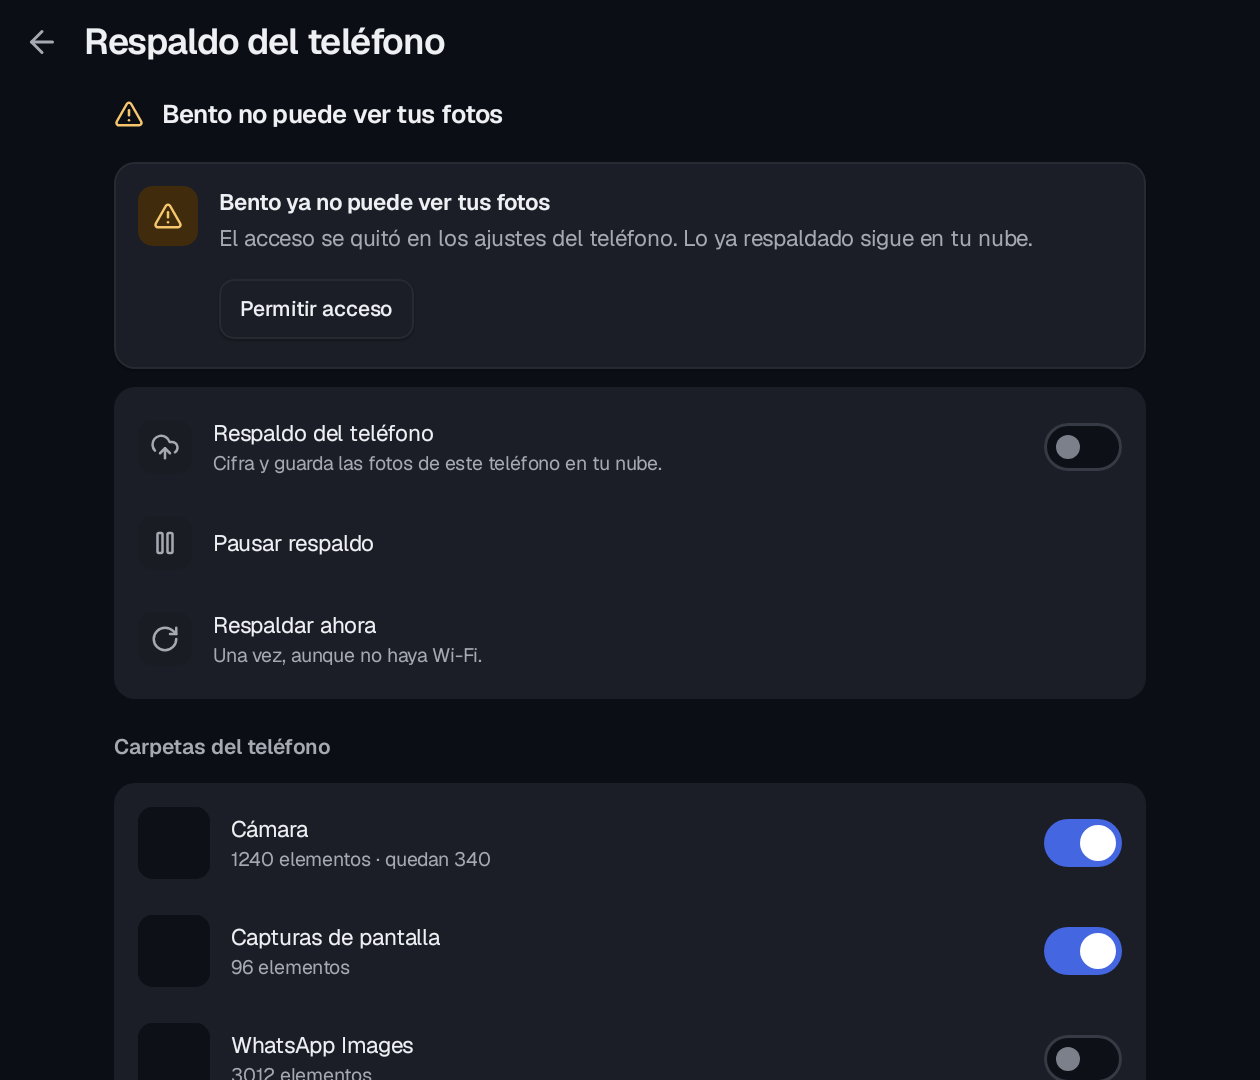 Respaldo del teléfono
Bento no puede ver tus fotos
Bento ya no puede ver tus fotos
El acceso se quitó en los ajustes del teléfono. Lo ya respaldado sigue en tu nube.
Permitir acceso
Respaldo del teléfono
Cifra y guarda las fotos de este teléfono en tu nube.
Pausar respaldo
Respaldar ahora
Una vez, aunque no haya Wi-Fi.
Carpetas del teléfono
Cámara
1240 elementos · quedan 340
Capturas de pantalla
96 elementos
WhatsApp Images
3012 elementos